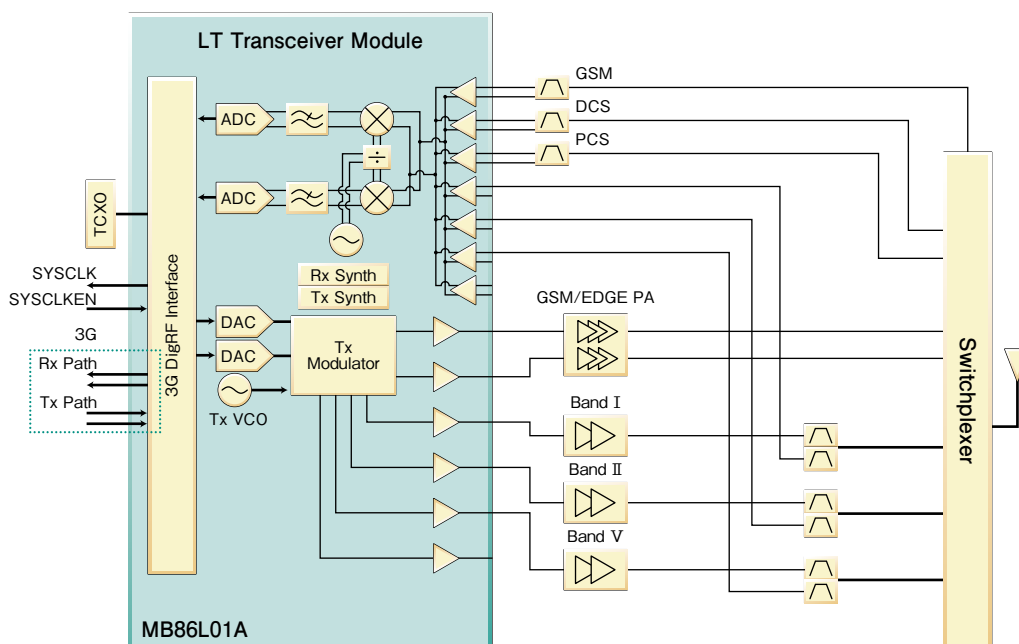 LT Transceiver Module
GSM
DCS
PCS
ADC
÷
ADC
TCXO
3G DigRF Interface
Rx Synth
Tx Synth
SYSCLK
SYSCLKEN
GSM/EDGE PA
3G
DAC
Tx
Modulator
DAC
Rx Path
Tx Path
Tx VCO
Switchplexer
Band I
Band II
Band V
MB86L01A